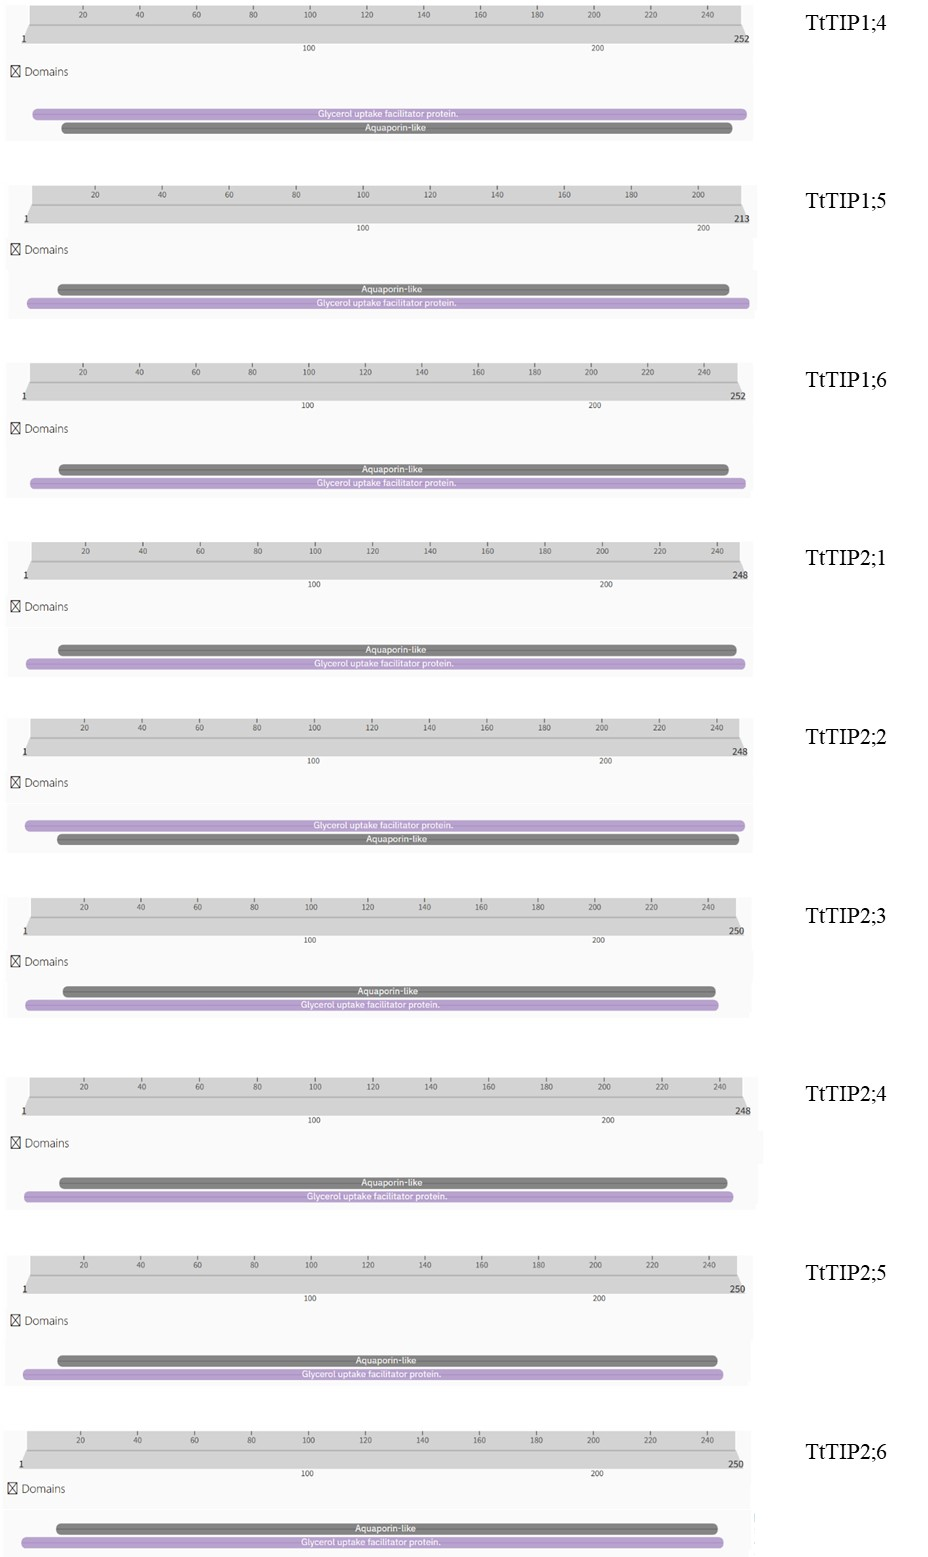 20 40 60 80 100 120 140 160 180 200 220 240 TtTIP1;4
1 252
100 200
Domains
Glycerol uptake facilitator protein.
Aquaporin-like
20 40 60 80 100 120 140 160 180 200 TtTIP1;5
1 213
100 200
Domains
Aquaporin-like
Glycerol uptake facilitator protein.
20 40 60 80 100 120 140 160 180 200 220 240 TtTIP1;6
1 252
100 200
Domains
Aquaporin-like
Glycerol uptake facilitator protein.
20 40 60 80 100 120 140 160 180 200 220 240 TtTIP2;1
1 248
100 200
Domains
Aquaporin-like
Glycerol uptake facilitator protein.
20 40 60 80 100 120 140 160 180 200 220 240 TtTIP2;2
1 248
100 200
Domains
Glycerol uptake facilitator protein.
Aquaporin-like
20 40 60 80 100 120 140 160 180 200 220 240 TtTIP2;3
1 250
100 200
Domains
Aquaporin-like
Glycerol uptake facilitator protein.
20 40 60 80 100 120 140 160 180 200 220 240 TtTIP2;4
1 248
100 200
Domains
Aquaporin-like
Glycerol uptake facilitator protein.
20 40 60 80 100 120 140 160 180 200 220 240 TtTIP2;5
1 250
100 200
Domains
Aquaporin-like
Glycerol uptake facilitator protein.
20 40 60 80 100 120 140 160 180 200 220 240 TtTIP2;6
1 250
100 200
Domains
Aquaporin-like
Glycerol uptake facilitator protein.